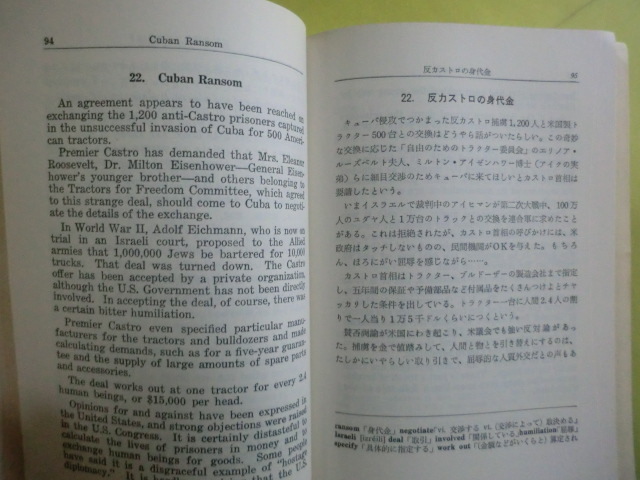 94
Cuban Ransom
22. Cuban Ransom
An agreement appears to have been reached on
exchanging the 1,200 anti-Castro prisoners captured
in the unsuccessful invasion of Cuba for 500 Ameri-
can tractors.
Premier Castro has demanded that Mrs. Eleanor
Roosevelt, Dr. Milton Eisenhower—General Eisen-
hower's younger brother—and others belonging to
the Tractors for Freedom Committee, which agreed
to this strange deal, should come to Cuba to negoti-
ate the details of the exchange.
In World War II, Adolf Eichmann, who is now on
trial in an Israeli court, proposed to the Allied
armies that 1,000,000 Jews be bartered for 10,000
trucks. That deal was turned down. The Castro
offer has been accepted by a private organization,
although the U.S. Government has not been directly
involved. In accepting the deal, of course, there was
a certain bitter humiliation.
Premier Castro even specified particular manu-
facturers for the tractors and bulldozers and made
calculating demands, such as for a five-year guaran-
tee and the supply of large amounts of spare parts
and accessories.
The deal works out at one tractor for every 2.4
human beings, or $15,000 per head.
Opinions for and against have been expressed in
the United States, and strong objections were raised
in the U.S. Congress. It is certainly distasteful to
calculate the lives of prisoners in money and to
exchange human beings for goods. Some people
have said it is a disgraceful example of "hostage
diplomacy." that the U.S.
反カストロの身代金
95
22. 反カストロの身代金
キューバ侵攻でつかまった反カストロ捕虜1,200人と米国製ト
ラクター500台との交換はどうやら話がついたらしい。この奇妙
な交換に応じた「自由のためのトラクター委員会」のエリノア・
ルーズベルト夫人、ミルトン・アイゼンハワー博士(アイクの実
弟)らに細目交渉のためキューバに来てほしいとカストロ首相は
要請したという。
いまイスラエルで裁判中のアイヒマンが第二次大戦中、100万
人のユダヤ人と1万台のトラックとの交換を連合軍に求めたこと
がある。これは拒絶されたが、カストロ首相の呼びかけには、米
政府はタッチしないものの、民間機関がOKを与えた。もちろ
ん、ほろにがい屈辱を感じながら……。
カストロ首相はトラクター、ブルドーザーの製造会社まで指定
し、五年間の保証や予備部品など付属品をたくさんつけろよとチャ
ッカリした条件を出している。トラクター一台に人間2.4人の割
りで一人当り1万5千ドルくらいにつくという。
賛否両論が米国にわき起こり、米議会でも強い反対論があっ
た。捕虜を金で値踏みして、人間と物とを引き替えにするのは、
たしかにいやらしい取り引きで、屈辱的な人質外交だとの声もあ
ransom「身代金」 negotiate vi. 交渉する vt. (交渉によって) 取決める
Israeli deal「取引」 involved「関係している」 humiliation「屈辱」
specify「具体的に指定する」 work out「(金額などがいくらと) 算定され